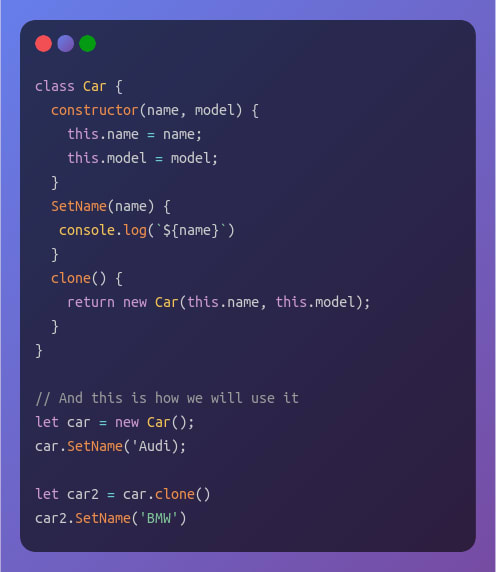 class Car {
  constructor(name, model) {
    this.name = name;
    this.model = model;
  }
  SetName(name) {
   console.log(`${name}`)
  }
  clone() {
    return new Car(this.name, this.model);
  }
}

// And this is how we will use it
let car = new Car();
car.SetName('Audi);

let car2 = car.clone()
car2.SetName('BMW')